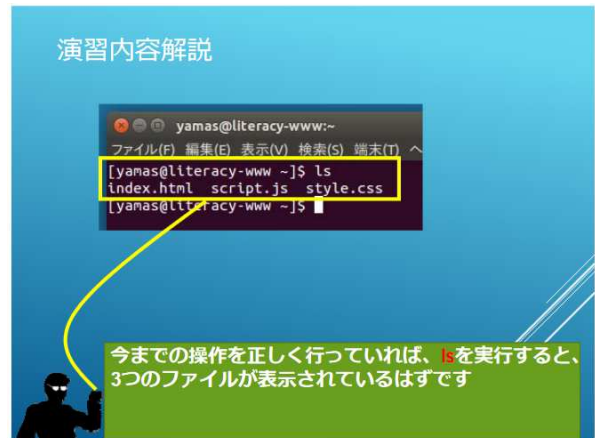 演習内容解説
yamas@literacy-www:~
ファイル(F) 編集(E) 表示(V) 検索(S) 端末(T) ヘ
[yamas@literacy-www ~]$ ls
index.html script.js style.css
[yamas@literacy-www ~]$
今までの操作を正しく行っていれば、lsを実行すると、
3つのファイルが表示されているはずです